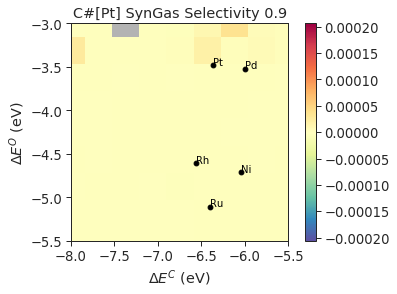 C#[Pt] SynGas Selectivity 0.9
−3.0
−3.5
−4.0
−4.5
−5.0
−5.5
ΔE^O (eV)
Pt
Pd
Rh
Ni
Ru
−8.0 −7.5 −7.0 −6.5 −6.0 −5.5
ΔE^C (eV)
0.00020
0.00015
0.00010
0.00005
0.00000
−0.00005
−0.00010
−0.00015
−0.00020